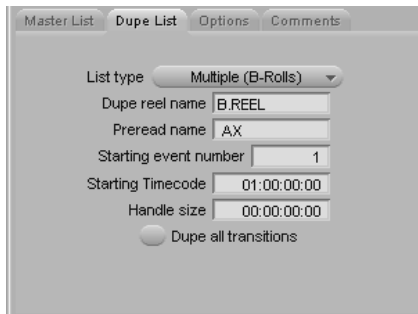 Master List Dupe List Options Comments
List type Multiple (B-Rolls)
Dupe reel name B.REEL
Preread name AX
Starting event number 1
Starting Timecode 01:00:00:00
Handle size 00:00:00:00
Dupe all transitions